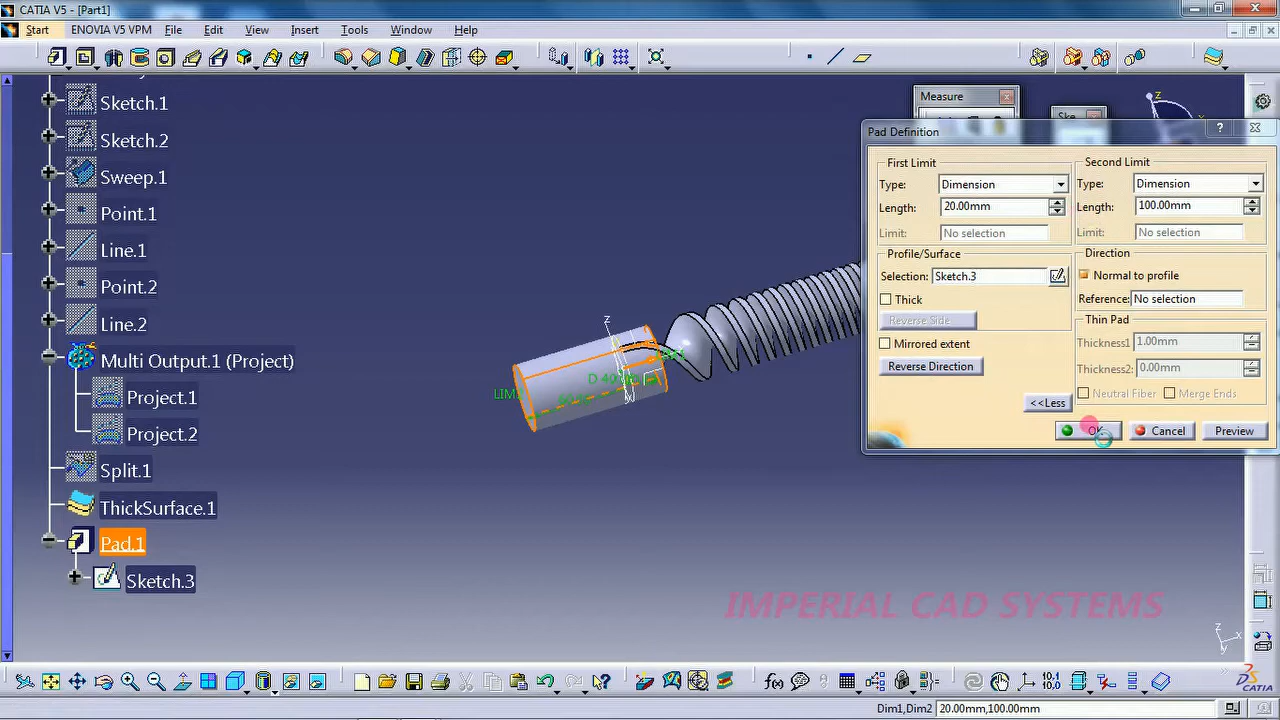 CATIA V5 - [Part1]
Start ENOVIA V5 VPM File Edit View Insert Tools Window Help
Measure
Ske
z
Pad Definition
Sketch.1
Sketch.2
Sweep.1
Point.1
Line.1
Point.2
Line.2
Multi Output.1 (Project)
Project.1
Project.2
Split.1
ThickSurface.1
Pad.1
Sketch.3
First Limit
Type: Dimension
Length: 20.00mm
Limit: No selection
Profile/Surface
Selection: Sketch.3
Thick
Reverse Side
Mirrored extent
Reverse Direction
<<Less
Second Limit
Type: Dimension
Length: 100.00mm
Limit: No selection
Direction
Normal to profile
Reference: No selection
Thin Pad
Thickness1 1.00mm
Thickness2: 0.00mm
Neutral Fiber Merge Ends
OK Cancel Preview
z
IMPERIAL CAD SYSTEMS
z
x
y
f(x)
CATIA
Dim1,Dim2 20.00mm,100.00mm